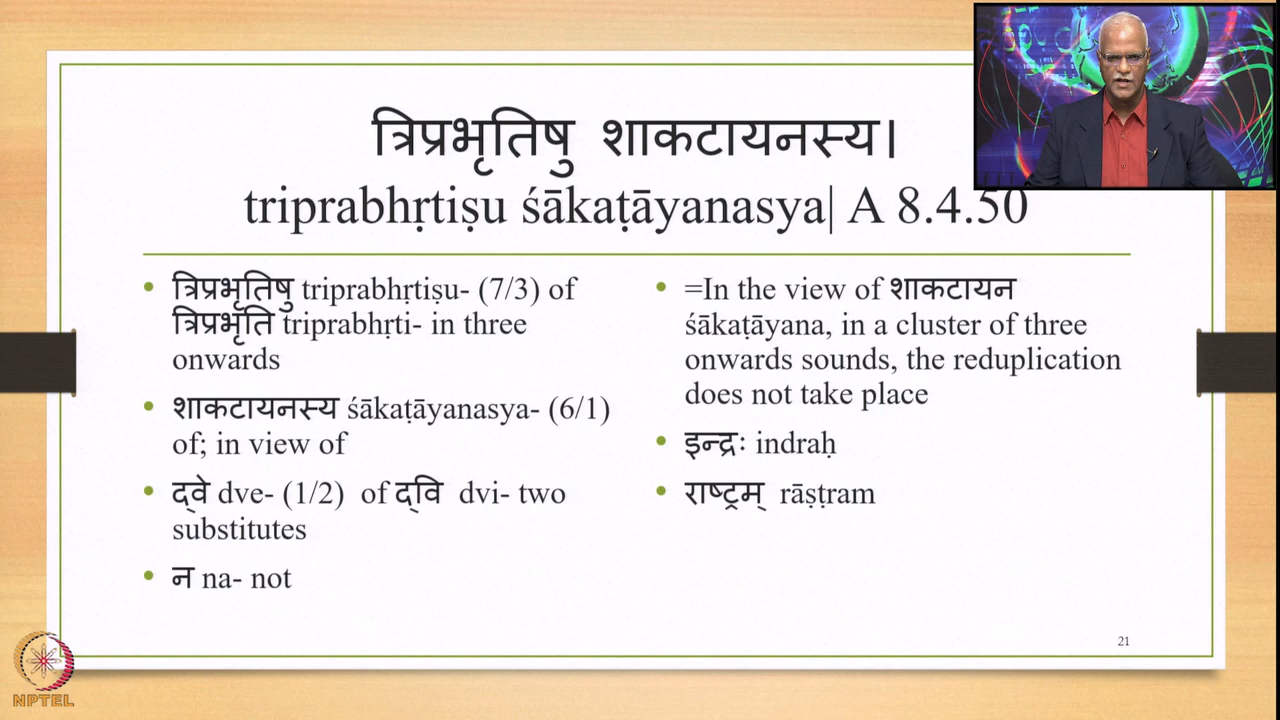 त्रिप्रभृतिषु शाकटायनस्य।
triprabhṛtiṣu śākaṭāyanasya| A 8.4.50
• त्रिप्रभृतिषु triprabhṛtiṣu- (7/3) of
त्रिप्रभृति triprabhṛti- in three
onwards
• शाकटायनस्य śākaṭāyanasya- (6/1)
of; in view of
• द्वे dve- (1/2) of द्वि dvi- two
substitutes
• न na- not
• =In the view of शाकटायन
śākaṭāyana, in a cluster of three
onwards sounds, the reduplication
does not take place
• इन्द्रः indraḥ
• राष्ट्रम् rāṣṭram
21
NPTEL